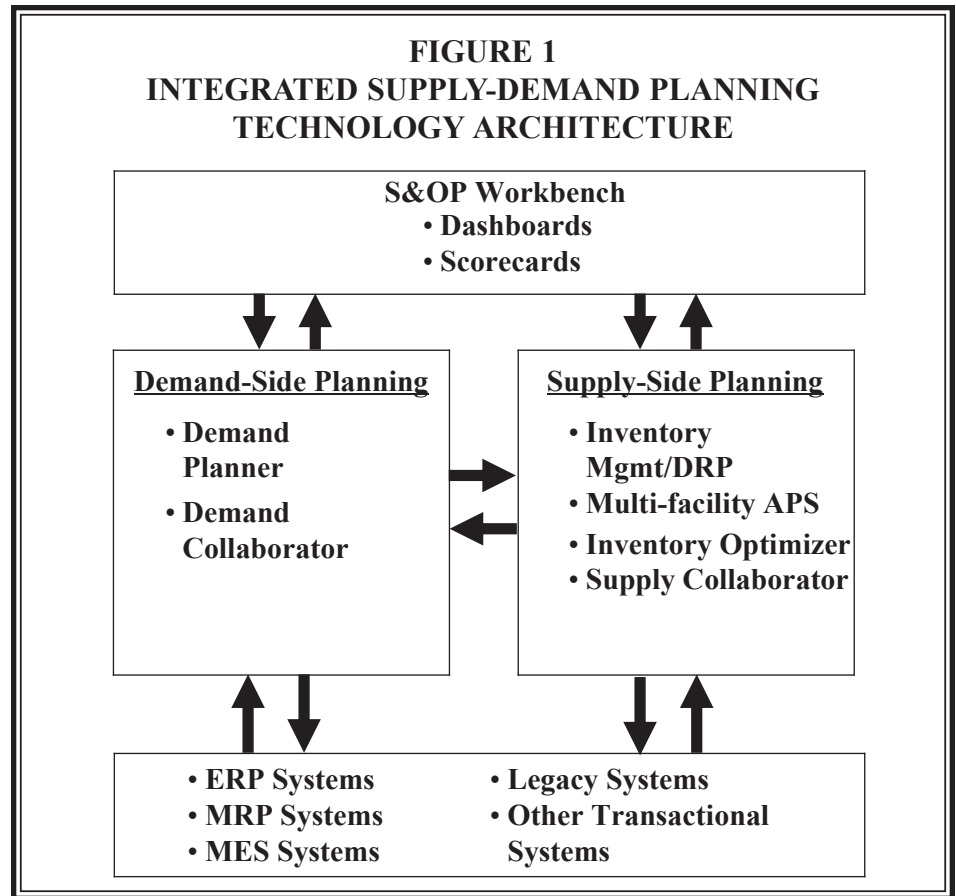 FIGURE 1
INTEGRATED SUPPLY-DEMAND PLANNING
TECHNOLOGY ARCHITECTURE
S&OP Workbench
• Dashboards
• Scorecards
Demand-Side Planning
• Demand
Planner
• Demand
Collaborator
Supply-Side Planning
• Inventory
Mgmt/DRP
• Multi-facility APS
• Inventory Optimizer
• Supply Collaborator
• ERP Systems
• MRP Systems
• MES Systems
• Legacy Systems
• Other Transactional
Systems